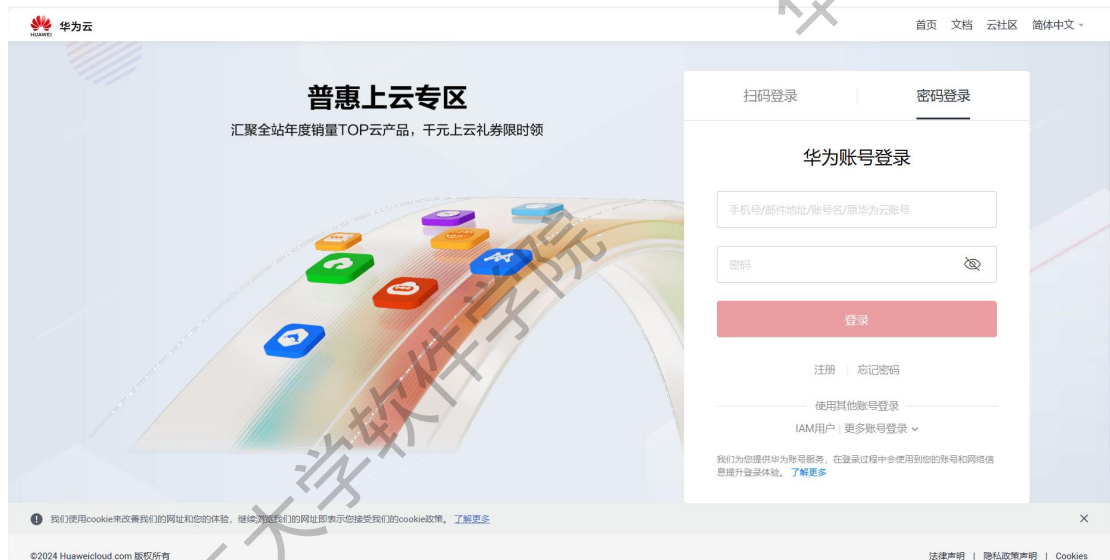 HUAWEI 华为云 首页 文档 云社区 简体中文
普惠上云专区
汇聚全站年度销量TOP云产品，千元上云礼券限时领
扫码登录 密码登录
华为账号登录
手机号/邮件地址/账号名/原华为云账号
密码
登录
注册 | 忘记密码
使用其他账号登录
IAM用户 | 更多账号登录
我们为您提供华为账号服务，在登录过程中会使用到您的账号和网络信
息提升登录体验。 了解更多
我们使用cookie来改善我们的网址和您的体验，继续浏览我们的网址即表示您接受我们的cookie政策。 了解更多
©2024 Huaweicloud.com 版权所有 法律声明 | 隐私政策声明 | Cookies
大学软件学院